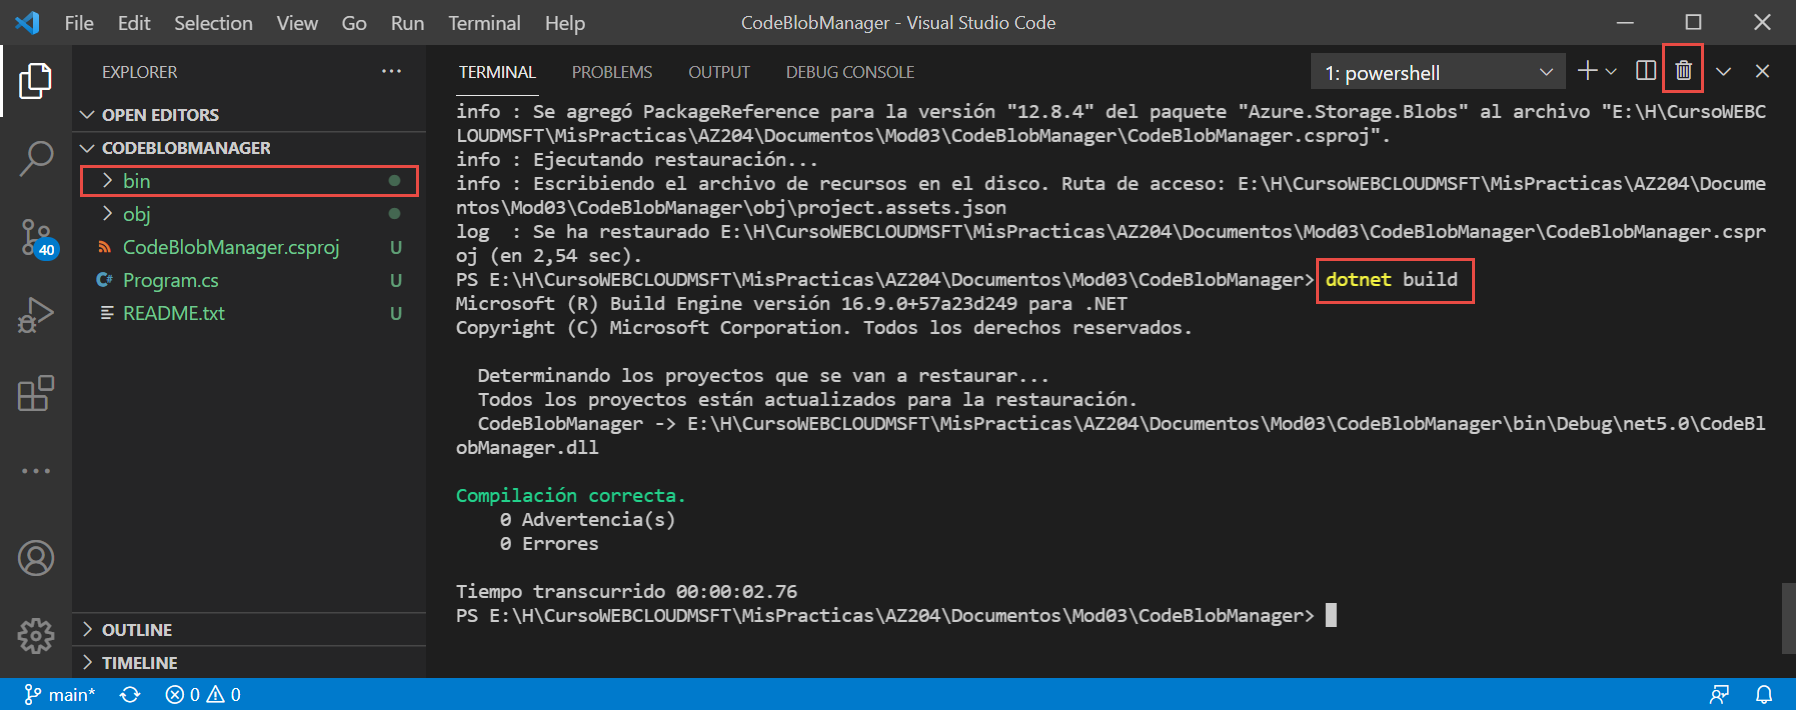 File Edit Selection View Go Run Terminal Help CodeBlobManager - Visual Studio Code
EXPLORER
OPEN EDITORS
CODEBLOBMANAGER
bin
obj
CodeBlobManager.csproj U
Program.cs U
README.txt U
OUTLINE
TIMELINE
40
TERMINAL PROBLEMS OUTPUT DEBUG CONSOLE 1: powershell
info : Se agregó PackageReference para la versión "12.8.4" del paquete "Azure.Storage.Blobs" al archivo "E:\H\CursoWEBC
LOUDMSFT\MisPracticas\AZ204\Documentos\Mod03\CodeBlobManager\CodeBlobManager.csproj".
info : Ejecutando restauración...
info : Escribiendo el archivo de recursos en el disco. Ruta de acceso: E:\H\CursoWEBCLOUDMSFT\MisPracticas\AZ204\Docume
ntos\Mod03\CodeBlobManager\obj\project.assets.json
log  : Se ha restaurado E:\H\CursoWEBCLOUDMSFT\MisPracticas\AZ204\Documentos\Mod03\CodeBlobManager\CodeBlobManager.cspr
oj (en 2,54 sec).
PS E:\H\CursoWEBCLOUDMSFT\MisPracticas\AZ204\Documentos\Mod03\CodeBlobManager> dotnet build
Microsoft (R) Build Engine versión 16.9.0+57a23d249 para .NET
Copyright (C) Microsoft Corporation. Todos los derechos reservados.
Determinando los proyectos que se van a restaurar...
Todos los proyectos están actualizados para la restauración.
CodeBlobManager -> E:\H\CursoWEBCLOUDMSFT\MisPracticas\AZ204\Documentos\Mod03\CodeBlobManager\bin\Debug\net5.0\CodeBl
obManager.dll
Compilación correcta.
0 Advertencia(s)
0 Errores
Tiempo transcurrido 00:00:02.76
PS E:\H\CursoWEBCLOUDMSFT\MisPracticas\AZ204\Documentos\Mod03\CodeBlobManager>
main* 0 0